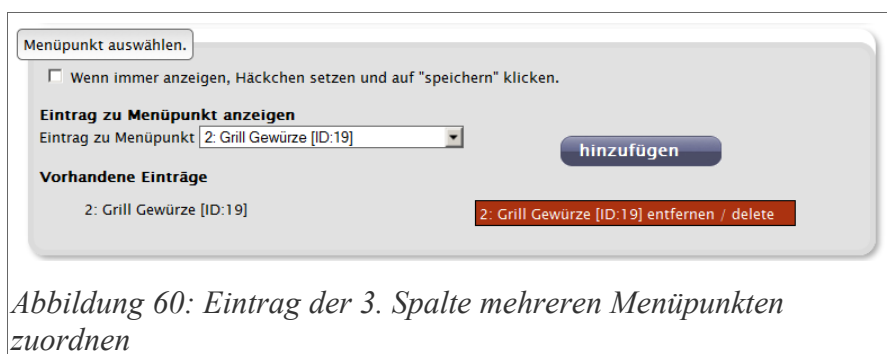 Menüpunkt auswählen.
Wenn immer anzeigen, Häckchen setzen und auf "speichern" klicken.
Eintrag zu Menüpunkt anzeigen
Eintrag zu Menüpunkt 2: Grill Gewürze [ID:19]
hinzufügen
Vorhandene Einträge
2: Grill Gewürze [ID:19]
2: Grill Gewürze [ID:19] entfernen / delete
Abbildung 60: Eintrag der 3. Spalte mehreren Menüpunkten
zuordnen